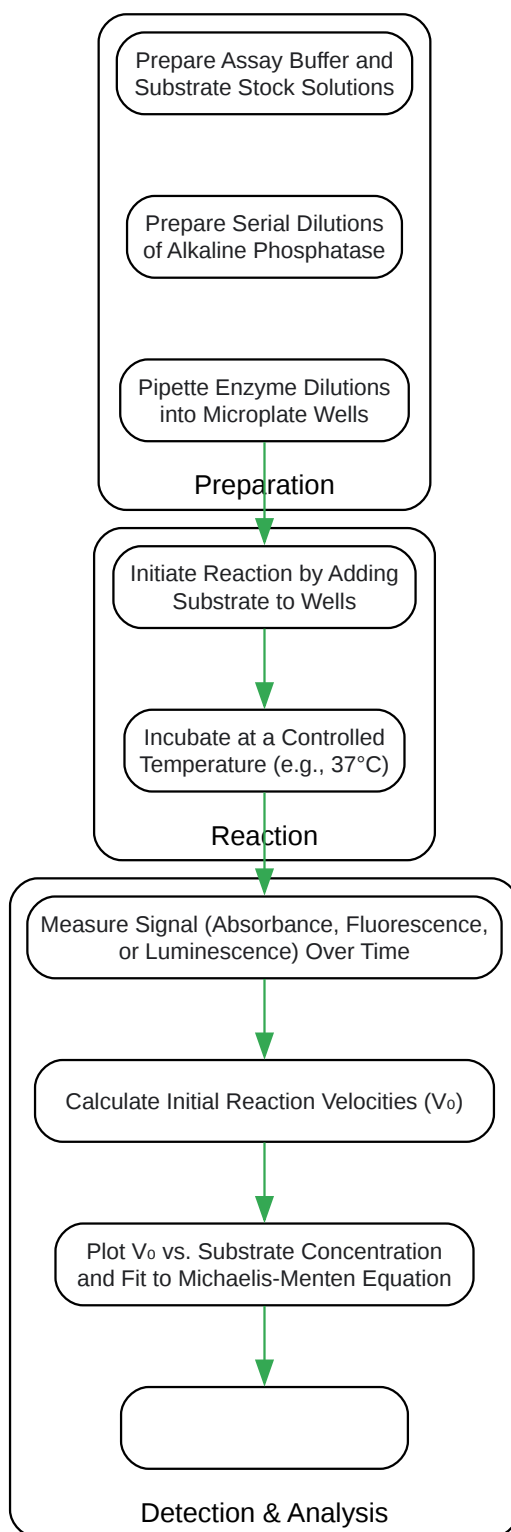 Prepare Assay Buffer and
Substrate Stock Solutions
Prepare Serial Dilutions
of Alkaline Phosphatase
Pipette Enzyme Dilutions
into Microplate Wells
Preparation
Initiate Reaction by Adding
Substrate to Wells
Incubate at a Controlled
Temperature (e.g., 37°C)
Reaction
Measure Signal (Absorbance, Fluorescence,
or Luminescence) Over Time
Calculate Initial Reaction Velocities (V₀)
Plot V₀ vs. Substrate Concentration
and Fit to Michaelis-Menten Equation
Detection & Analysis